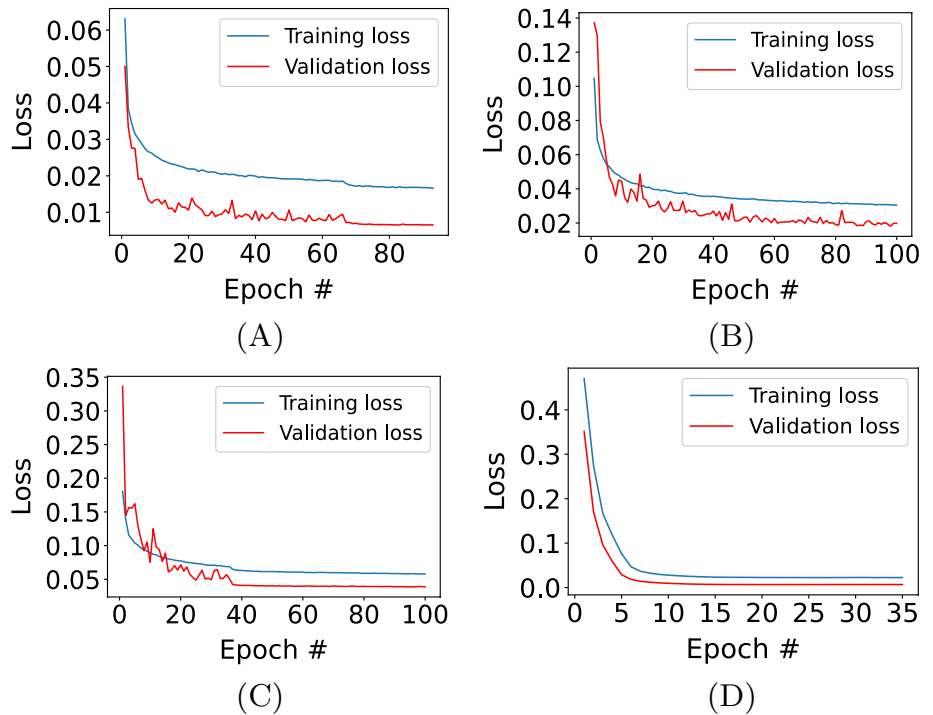 0.06
0.05
0.04
0.03
0.02
0.01
Loss
Training loss
Validation loss
0 20 40 60 80
Epoch #
(A)
0.14
0.12
0.10
0.08
0.06
0.04
0.02
Loss
Training loss
Validation loss
0 20 40 60 80 100
Epoch #
(B)
0.35
0.30
0.25
0.20
0.15
0.10
0.05
Loss
Training loss
Validation loss
0 20 40 60 80 100
Epoch #
(C)
0.4
0.3
0.2
0.1
0.0
Loss
Training loss
Validation loss
0 5 10 15 20 25 30 35
Epoch #
(D)